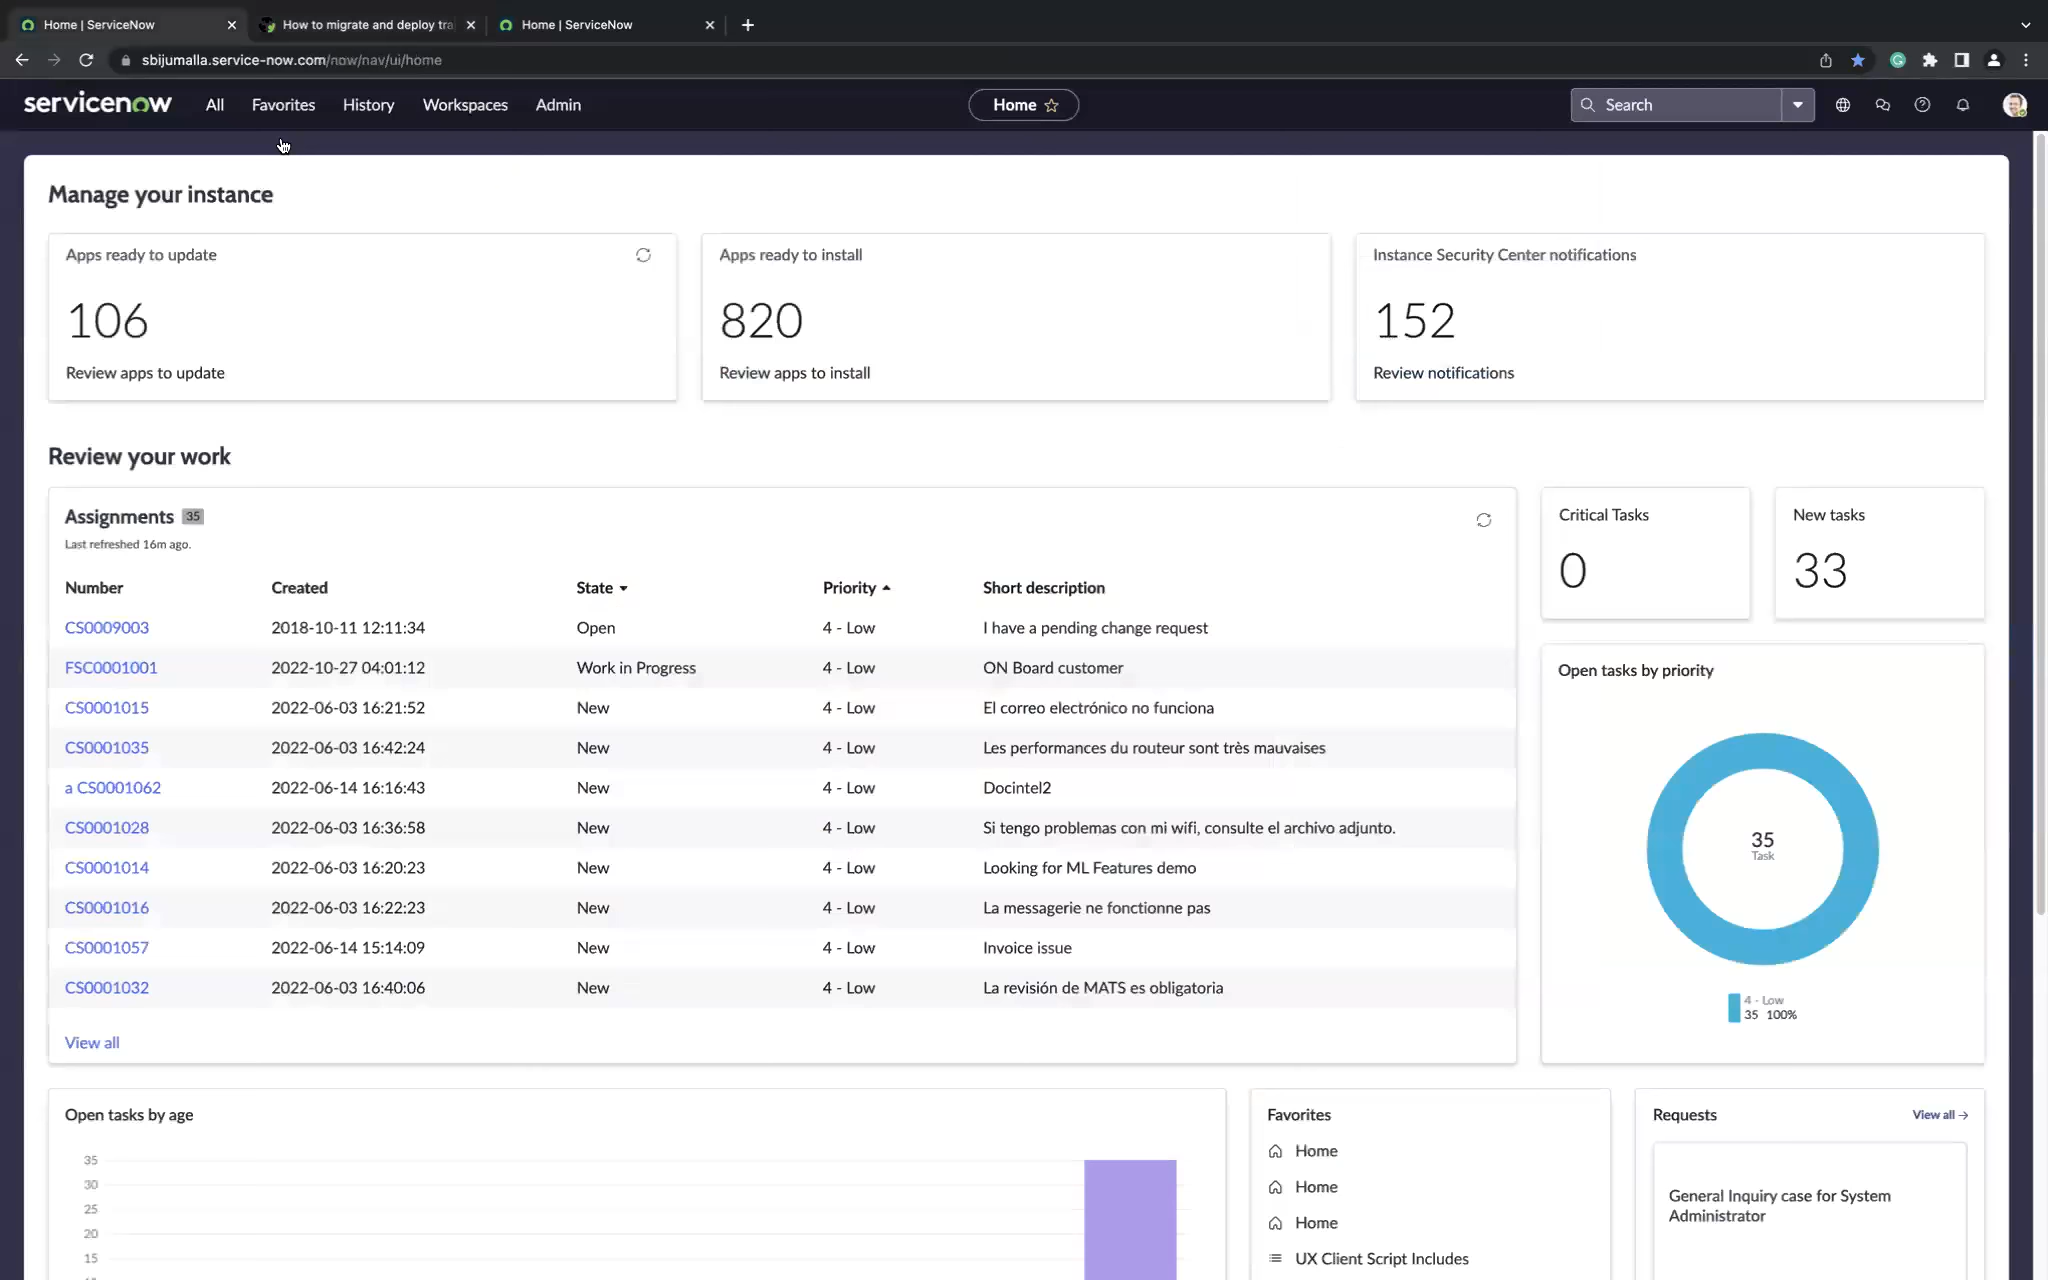 Home | ServiceNow
How to migrate and deploy tra
Home | ServiceNow
sbijumalla.service-now.com/now/nav/ui/home
servicenow
All
Favorites
History
Workspaces
Admin
Home
Search
Manage your instance
Apps ready to update
106
Review apps to update
Apps ready to install
820
Review apps to install
Instance Security Center notifications
152
Review notifications
Review your work
Assignments 35
Last refreshed 16m ago.
Number Created State Priority Short description
CS0009003 2018-10-11 12:11:34 Open 4 - Low I have a pending change request
FSC0001001 2022-10-27 04:01:12 Work in Progress 4 - Low ON Board customer
CS0001015 2022-06-03 16:21:52 New 4 - Low El correo electrónico no funciona
CS0001035 2022-06-03 16:42:24 New 4 - Low Les performances du routeur sont très mauvaises
a CS0001062 2022-06-14 16:16:43 New 4 - Low Docintel2
CS0001028 2022-06-03 16:36:58 New 4 - Low Si tengo problemas con mi wifi, consulte el archivo adjunto.
CS0001014 2022-06-03 16:20:23 New 4 - Low Looking for ML Features demo
CS0001016 2022-06-03 16:22:23 New 4 - Low La messagerie ne fonctionne pas
CS0001057 2022-06-14 15:14:09 New 4 - Low Invoice issue
CS0001032 2022-06-03 16:40:06 New 4 - Low La revisión de MATS es obligatoria
View all
Critical Tasks
0
New tasks
33
Open tasks by priority
35
Task
4 - Low
35 100%
Open tasks by age
35
30
25
20
15
Favorites
Home
Home
Home
UX Client Script Includes
Requests
View all →
General Inquiry case for System
Administrator